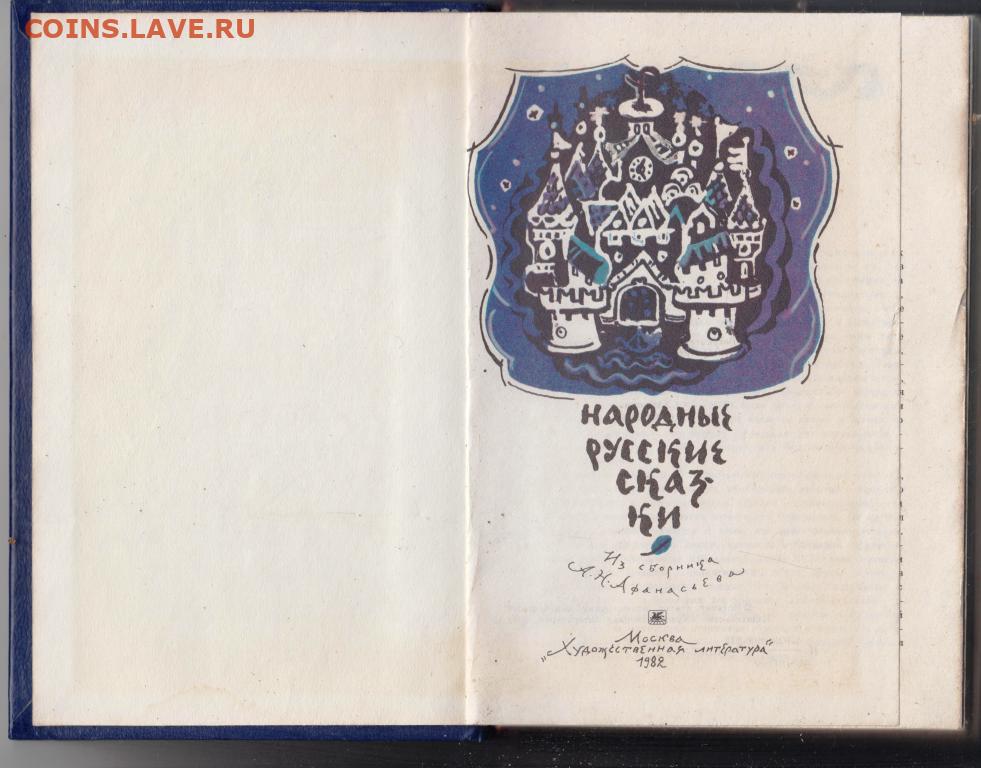 COINS.LAVE.RU
НАРОДНЫЕ
РУССКИЕ
СКАЗ-
КИ
Из сборника
А.Н.Афанасьева
Москва
„Художественная литература“
1982